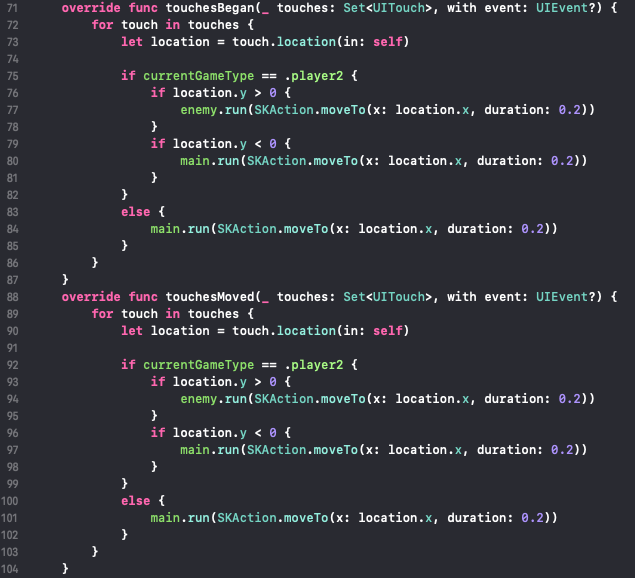 71 override func touchesBegan(_ touches: Set<UITouch>, with event: UIEvent?) {
72 for touch in touches {
73 let location = touch.location(in: self)
74
75 if currentGameType == .player2 {
76 if location.y > 0 {
77 enemy.run(SKAction.moveTo(x: location.x, duration: 0.2))
78 }
79 if location.y < 0 {
80 main.run(SKAction.moveTo(x: location.x, duration: 0.2))
81 }
82 }
83 else {
84 main.run(SKAction.moveTo(x: location.x, duration: 0.2))
85 }
86 }
87 }
88 override func touchesMoved(_ touches: Set<UITouch>, with event: UIEvent?) {
89 for touch in touches {
90 let location = touch.location(in: self)
91
92 if currentGameType == .player2 {
93 if location.y > 0 {
94 enemy.run(SKAction.moveTo(x: location.x, duration: 0.2))
95 }
96 if location.y < 0 {
97 main.run(SKAction.moveTo(x: location.x, duration: 0.2))
98 }
99 }
100 else {
101 main.run(SKAction.moveTo(x: location.x, duration: 0.2))
102 }
103 }
104 }